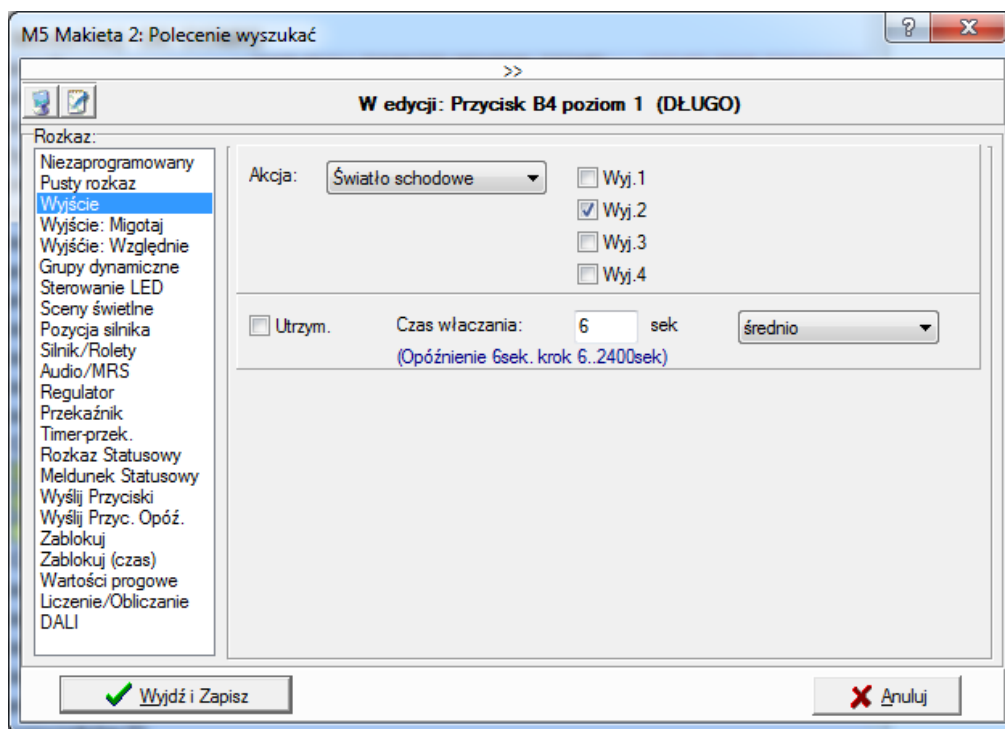 M5 Makieta 2: Polecenie wyszukać
>>
W edycji: Przycisk B4 poziom 1 (DŁUGO)
Rozkaz:
Niezaprogramowany
Pusty rozkaz
Wyjście
Wyjście: Migotaj
Wyjśćie: Względnie
Grupy dynamiczne
Sterowanie LED
Sceny świetlne
Pozycja silnika
Silnik/Rolety
Audio/MRS
Regulator
Przekaźnik
Timer-przek.
Rozkaz Statusowy
Meldunek Statusowy
Wyślij Przyciski
Wyślij Przyc. Opóź.
Zablokuj
Zablokuj (czas)
Wartości progowe
Liczenie/Obliczanie
DALI
Akcja: Światło schodowe
Wyj.1
Wyj.2
Wyj.3
Wyj.4
Utrzym. Czas właczania: 6 sek średnio
(Opóźnienie 6sek. krok 6..2400sek)
Wyjdź i Zapisz Anuluj